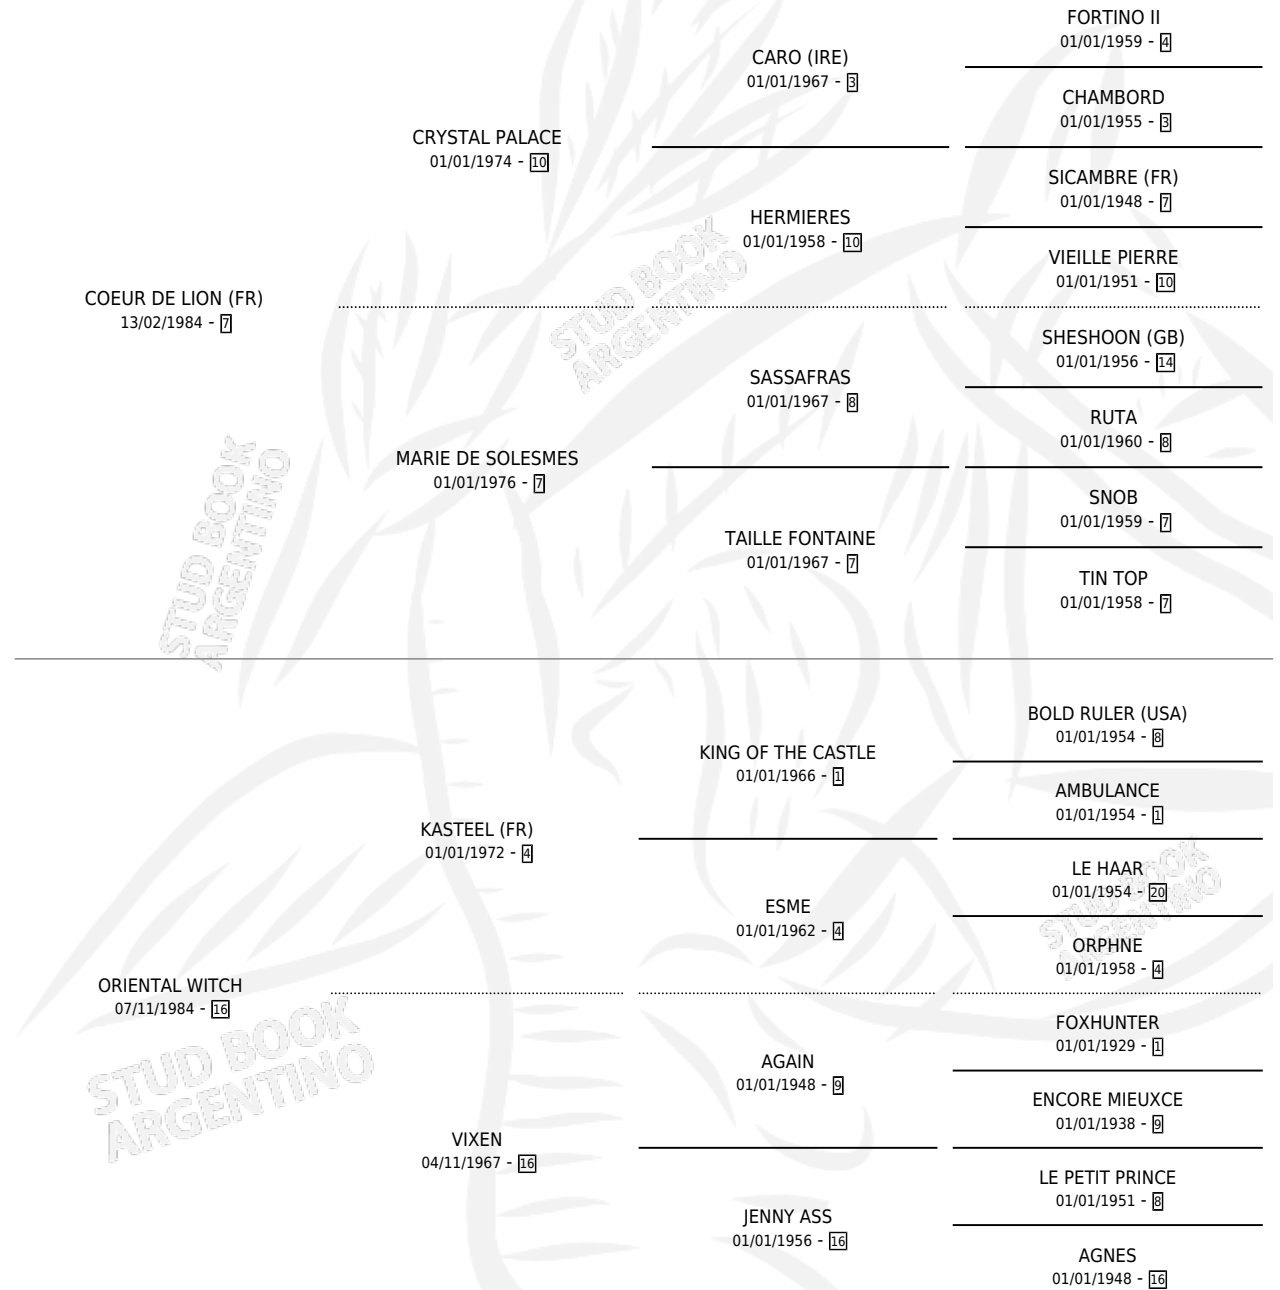 FORTINO II
01/01/1959 - 4
CARO (IRE)
01/01/1967 - 3
CHAMBORD
01/01/1955 - 3
CRYSTAL PALACE
01/01/1974 - 10
SICAMBRE (FR)
01/01/1948 - 7
HERMIERES
01/01/1958 - 10
VIEILLE PIERRE
01/01/1951 - 10
COEUR DE LION (FR)
13/02/1984 - 7
STUD BOOK
ARGENTINO
SHESHOON (GB)
01/01/1956 - 14
SASSAFRAS
01/01/1967 - 8
RUTA
01/01/1960 - 8
MARIE DE SOLESMES
01/01/1976 - 7
SNOB
01/01/1959 - 7
TAILLE FONTAINE
01/01/1967 - 7
TIN TOP
01/01/1958 - 7
STUD BOOK
ARGENTINO
BOLD RULER (USA)
01/01/1954 - 8
KING OF THE CASTLE
01/01/1966 - 1
AMBULANCE
01/01/1954 - 1
KASTEEL (FR)
01/01/1972 - 4
LE HAAR
01/01/1954 - 20
ESME
01/01/1962 - 4
STUD BOOK
ARGENTINO
ORPHNE
01/01/1958 - 4
ORIENTAL WITCH
07/11/1984 - 16
FOXHUNTER
01/01/1929 - 1
AGAIN
01/01/1948 - 9
STUD BOOK
ARGENTINO
ENCORE MIEUXCE
01/01/1938 - 9
VIXEN
04/11/1967 - 16
LE PETIT PRINCE
01/01/1951 - 8
JENNY ASS
01/01/1956 - 16
AGNES
01/01/1948 - 16